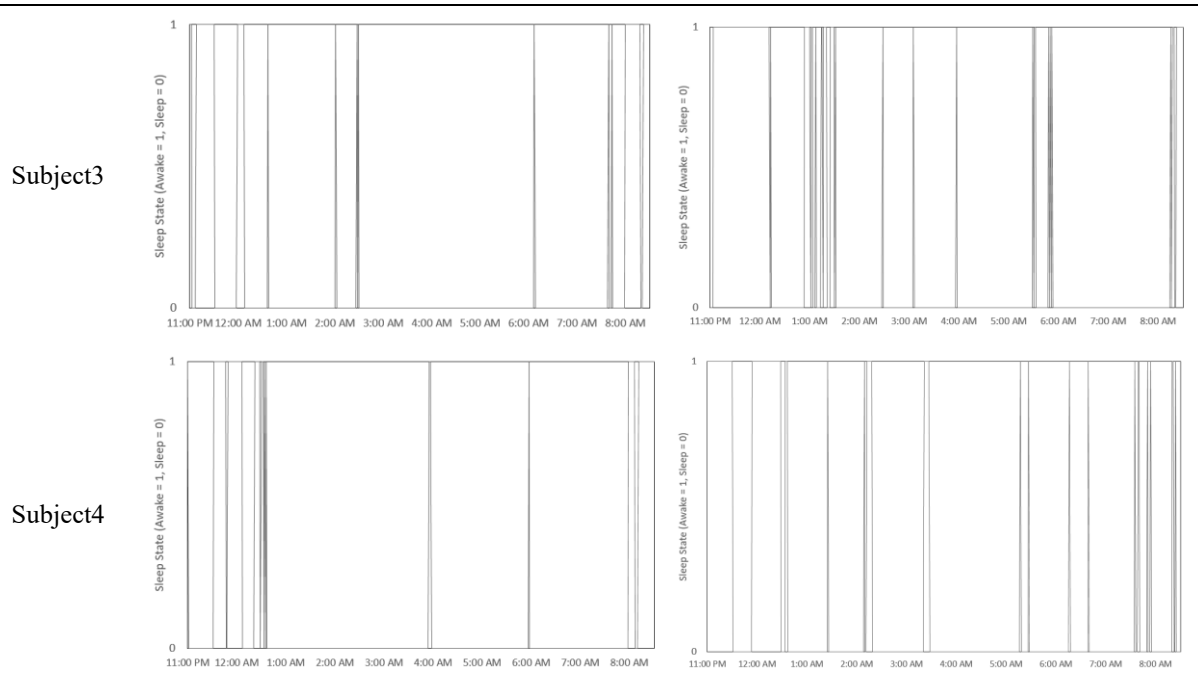 Subject3
Sleep State (Awake = 1, Sleep = 0)
1
0
11:00 PM 12:00 AM 1:00 AM 2:00 AM 3:00 AM 4:00 AM 5:00 AM 6:00 AM 7:00 AM 8:00 AM
Sleep State (Awake = 1, Sleep = 0)
1
0
11:00 PM 12:00 AM 1:00 AM 2:00 AM 3:00 AM 4:00 AM 5:00 AM 6:00 AM 7:00 AM 8:00 AM
Subject4
Sleep State (Awake = 1, Sleep = 0)
1
0
11:00 PM 12:00 AM 1:00 AM 2:00 AM 3:00 AM 4:00 AM 5:00 AM 6:00 AM 7:00 AM 8:00 AM
Sleep State (Awake = 1, Sleep = 0)
1
0
11:00 PM 12:00 AM 1:00 AM 2:00 AM 3:00 AM 4:00 AM 5:00 AM 6:00 AM 7:00 AM 8:00 AM